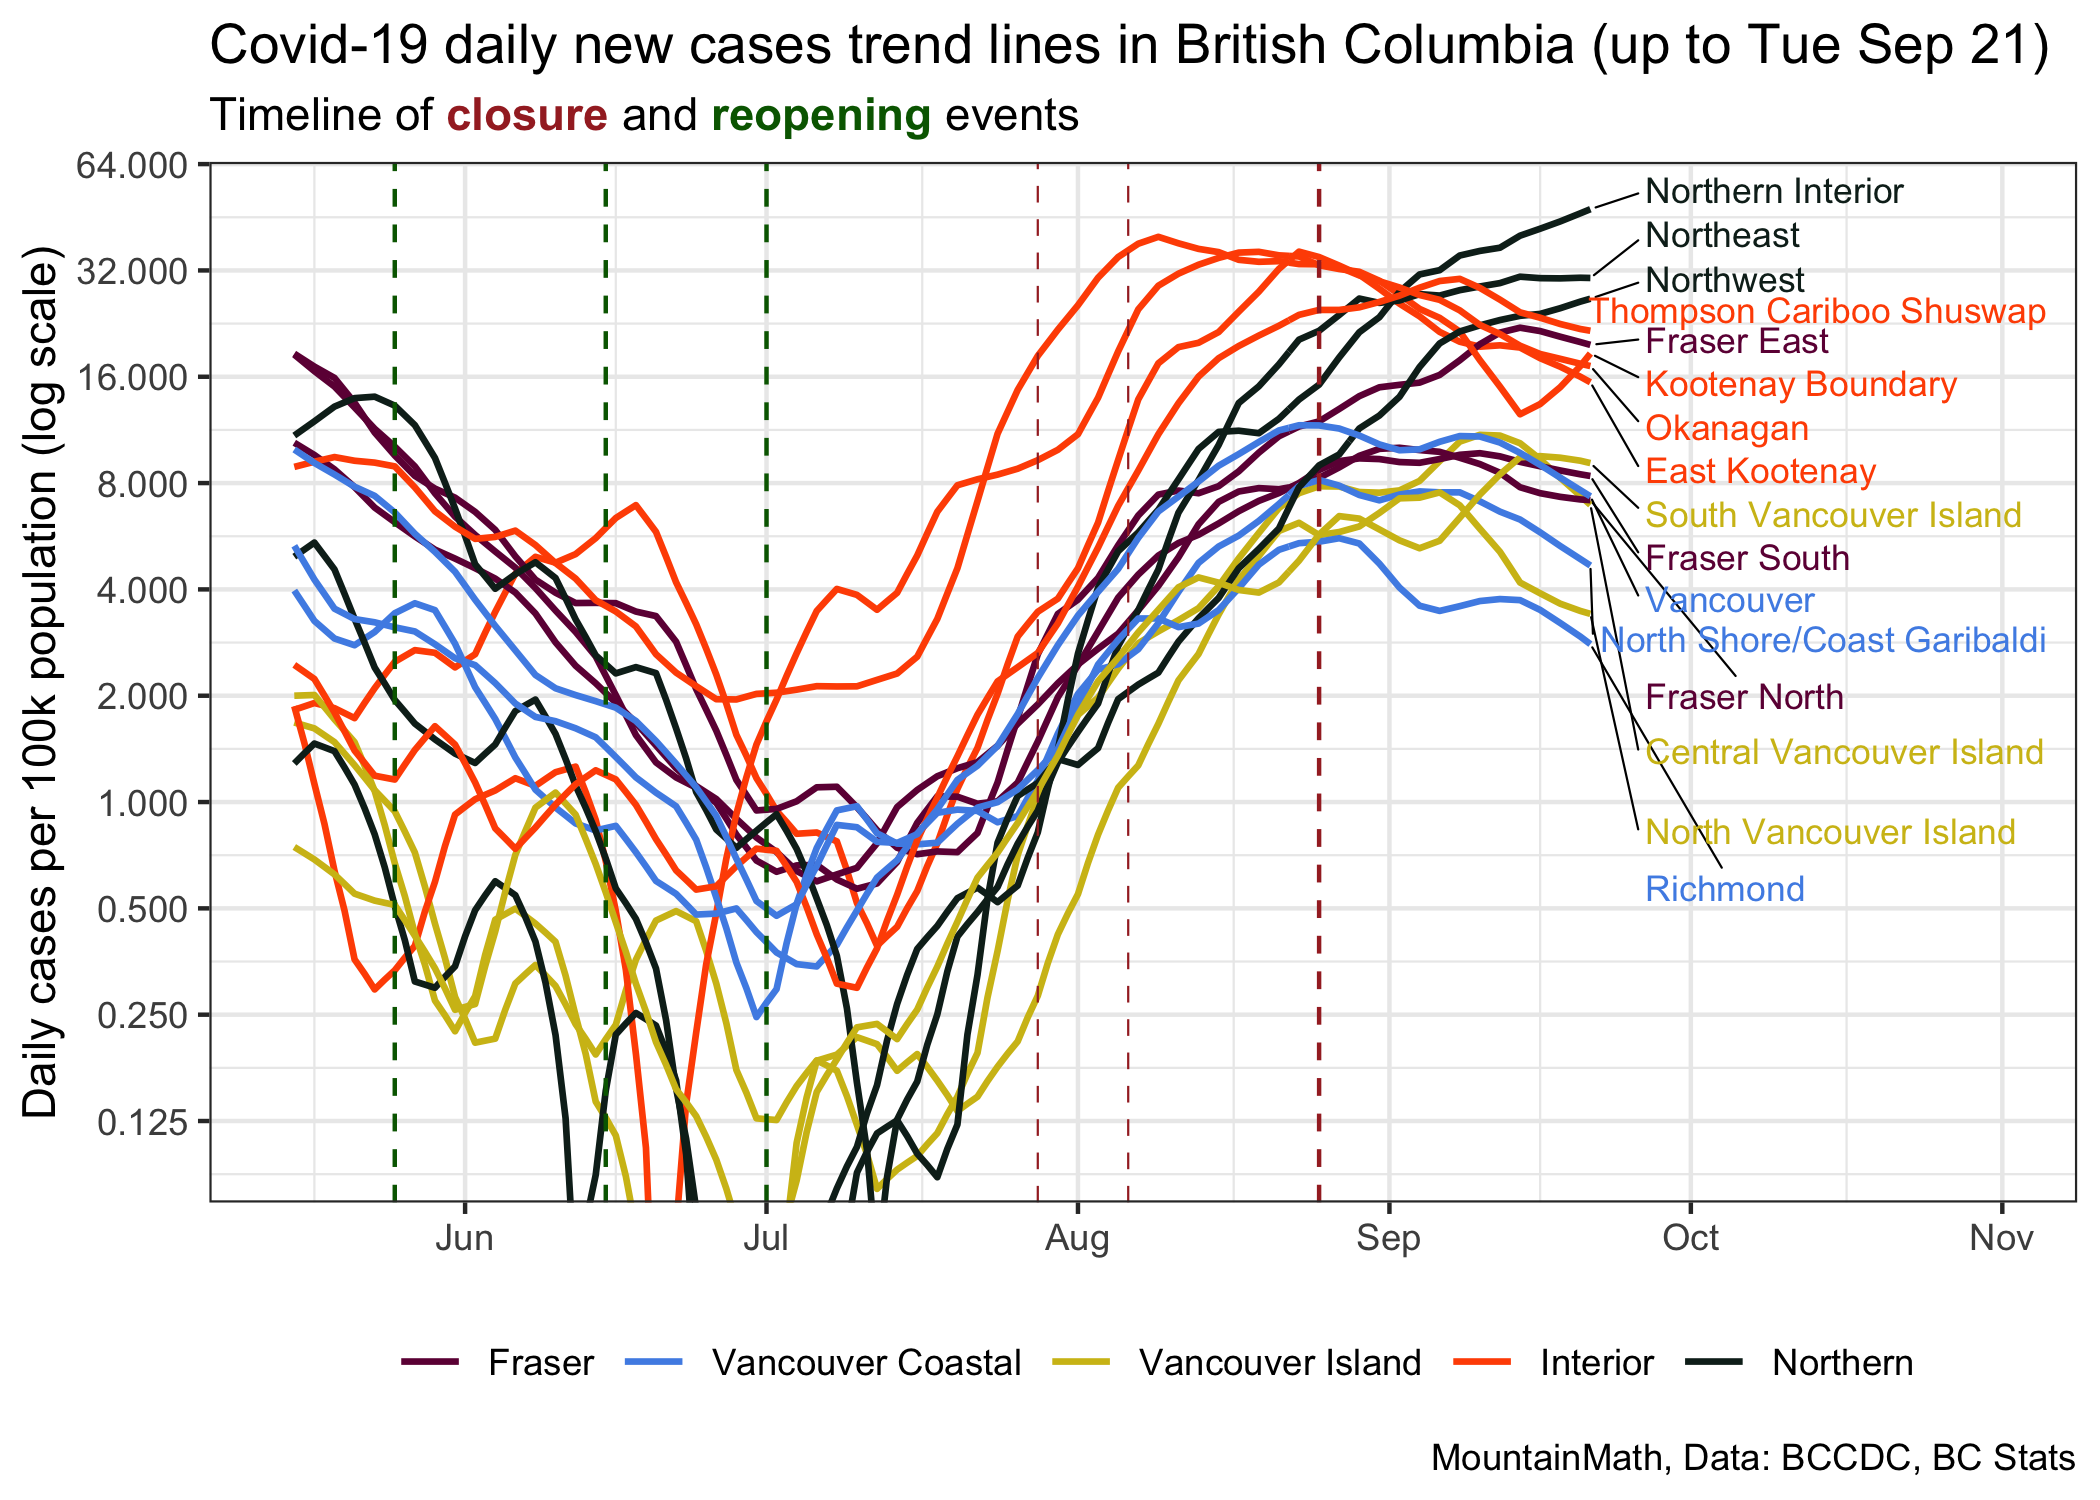 Covid-19 daily new cases trend lines in British Columbia (up to Tue Sep 21)
Timeline of closure and reopening events
Daily cases per 100k population (log scale)
64.000
32.000
16.000
8.000
4.000
2.000
1.000
0.500
0.250
0.125
Northern Interior
Northeast
Northwest
Thompson Cariboo Shuswap
Fraser East
Kootenay Boundary
Okanagan
East Kootenay
South Vancouver Island
Fraser South
Vancouver
North Shore/Coast Garibaldi
Fraser North
Central Vancouver Island
North Vancouver Island
Richmond
Jun Jul Aug Sep Oct Nov
Fraser Vancouver Coastal Vancouver Island Interior Northern
MountainMath, Data: BCCDC, BC Stats